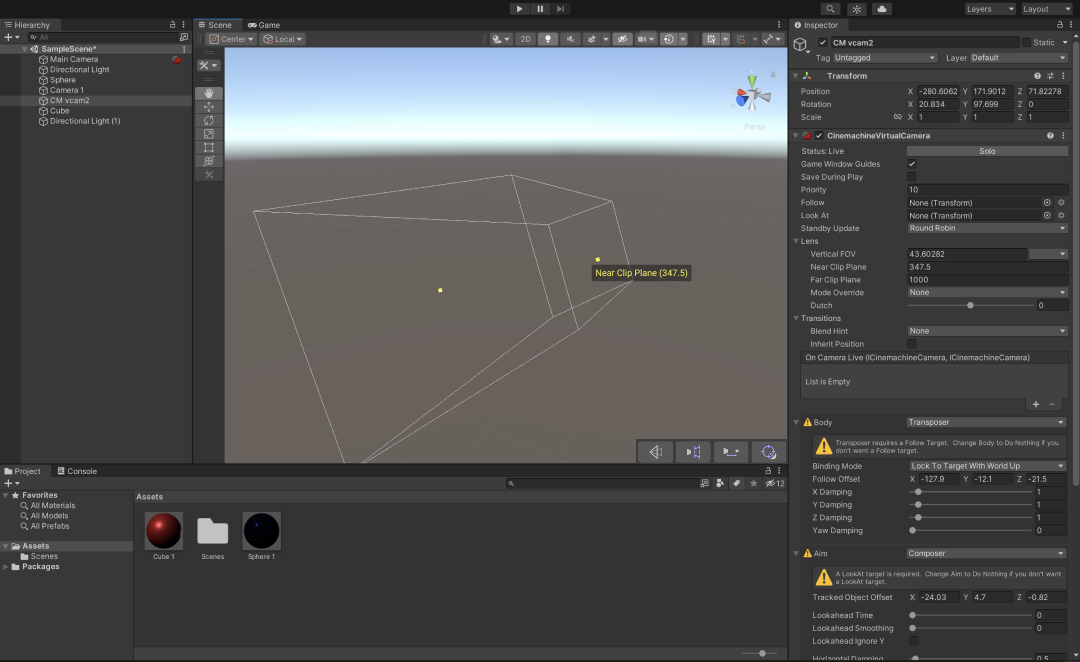 Layers
Layout
Hierarchy
All
SampleScene*
Main Camera
Directional Light
Sphere
Camera 1
CM vcam2
Cube
Directional Light (1)
Scene
Game
Center
Local
2D
Persp
Near Clip Plane (347.5)
Project
Console
12
Favorites
All Materials
All Models
All Prefabs
Assets
Scenes
Packages
Assets
Cube 1
Scenes
Sphere 1
Inspector
CM vcam2
Static
Tag Untagged
Layer Default
Transform
Position X -280.6062 Y 171.9012 Z 71.82278
Rotation X 20.834 Y 97.699 Z 0
Scale X 1 Y 1 Z 1
CinemachineVirtualCamera
Status: Live Solo
Game Window Guides
Save During Play
Priority 10
Follow None (Transform)
Look At None (Transform)
Standby Update Round Robin
Lens
Vertical FOV 43.60282
Near Clip Plane 347.5
Far Clip Plane 1000
Mode Override None
Dutch 0
Transitions
Blend Hint None
Inherit Position
On Camera Live (ICinemachineCamera, ICinemachineCamera)
List is Empty
Body Transposer
Transposer requires a Follow Target. Change Body to Do Nothing if you
don't want a Follow target.
Binding Mode Lock To Target With World Up
Follow Offset X -127.9 Y -12.1 Z -21.5
X Damping 1
Y Damping 1
Z Damping 1
Yaw Damping 0
Aim Composer
A LookAt target is required. Change Aim to Do Nothing if you don't want
a LookAt target.
Tracked Object Offset X -24.03 Y 4.7 Z -0.82
Lookahead Time 0
Lookahead Smoothing 0
Lookahead Ignore Y
Horizontal Damping 0.5